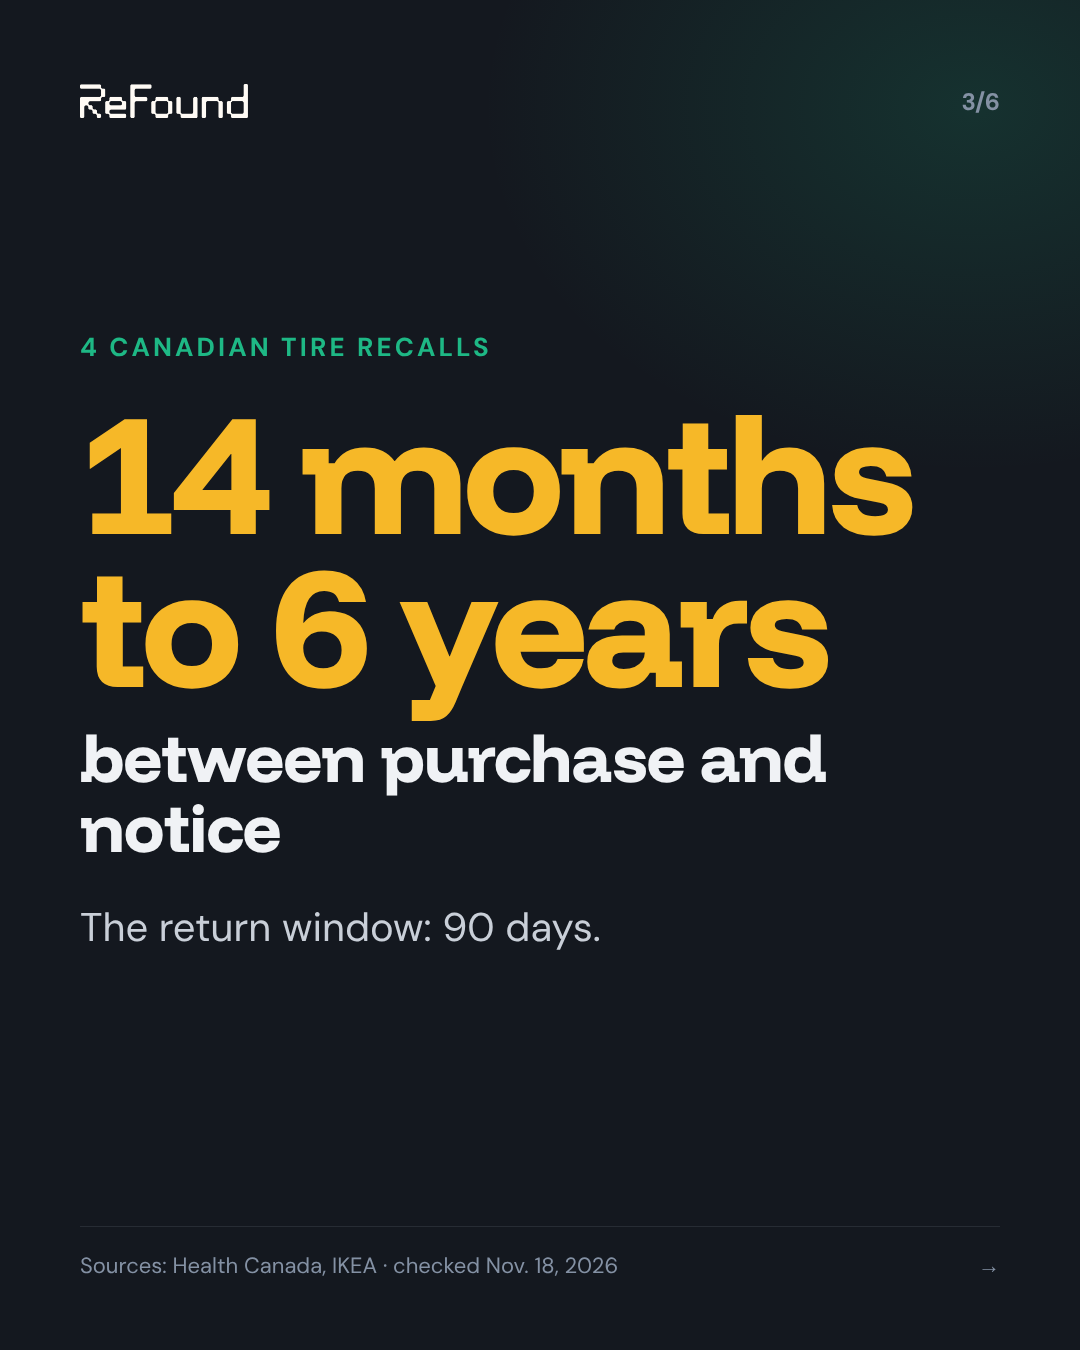 ReFound
3/6
4 CANADIAN TIRE RECALLS
14 months
to 6 years
between purchase and
notice
The return window: 90 days.
Sources: Health Canada, IKEA · checked Nov. 18, 2026
→